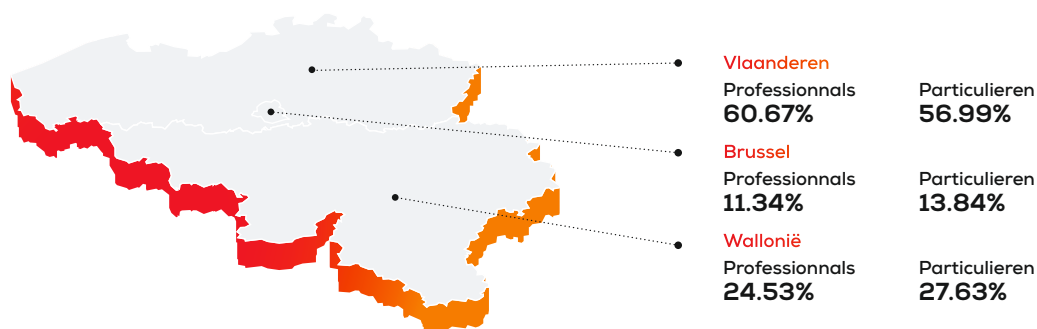 Vlaanderen
Professionnals Particulieren
60.67% 56.99%
Brussel
Professionnals Particulieren
11.34% 13.84%
Wallonië
Professionnals Particulieren
24.53% 27.63%